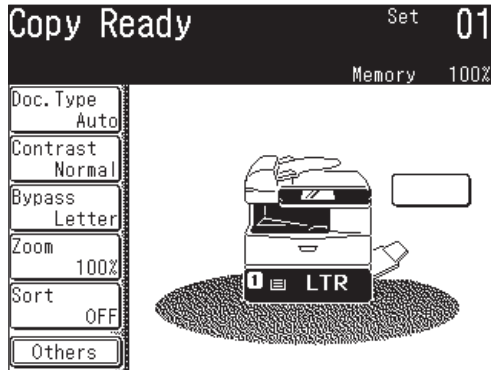 Copy Ready
Set 01
Memory 100%
Doc.Type
Auto
Contrast
Normal
Bypass
Letter
Zoom
100%
Sort
OFF
Others
1 LTR